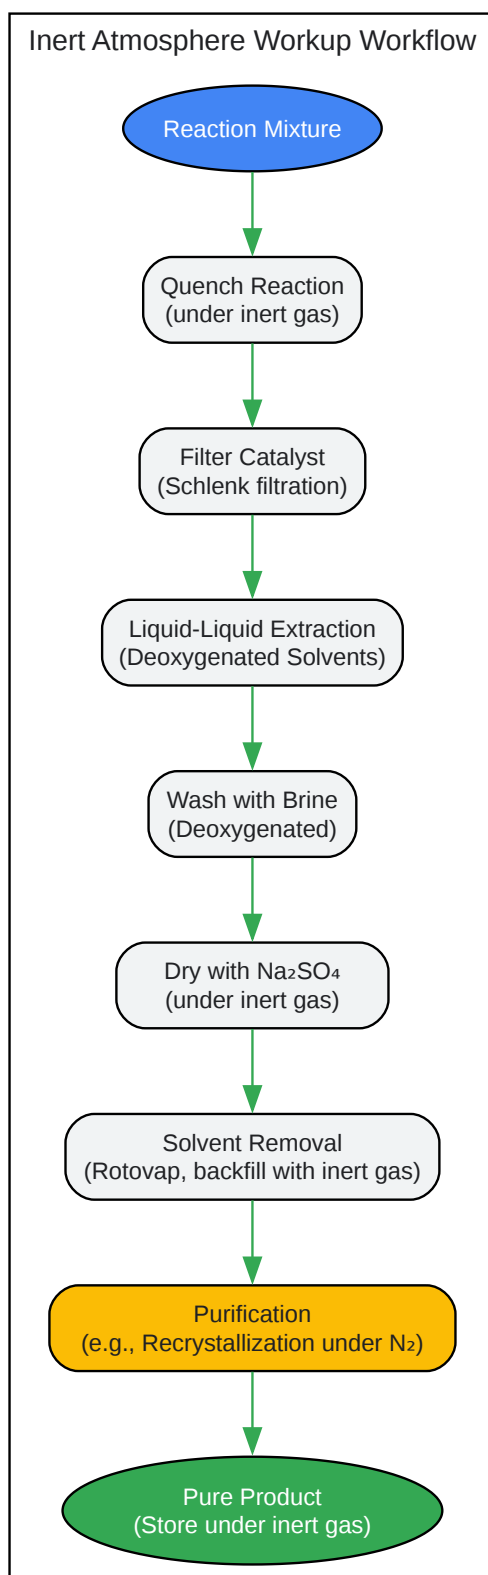 Inert Atmosphere Workup Workflow
Reaction Mixture
Quench Reaction
(under inert gas)
Filter Catalyst
(Schlenk filtration)
Liquid-Liquid Extraction
(Deoxygenated Solvents)
Wash with Brine
(Deoxygenated)
Dry with Na₂SO₄
(under inert gas)
Solvent Removal
(Rotovap, backfill with inert gas)
Purification
(e.g., Recrystallization under N₂)
Pure Product
(Store under inert gas)